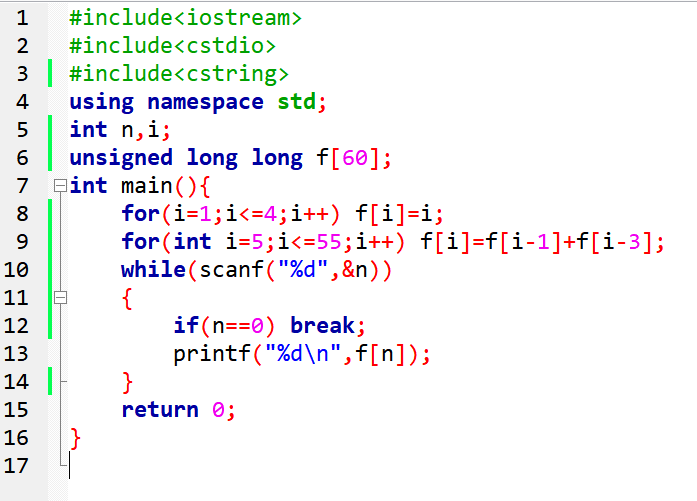 1 #include<iostream>
2 #include<cstdio>
3 #include<cstring>
4 using namespace std;
5 int n,i;
6 unsigned long long f[60];
7 int main(){
8     for(i=1;i<=4;i++) f[i]=i;
9     for(int i=5;i<=55;i++) f[i]=f[i-1]+f[i-3];
10     while(scanf("%d",&n))
11     {
12         if(n==0) break;
13         printf("%d\n",f[n]);
14     }
15     return 0;
16 }
17